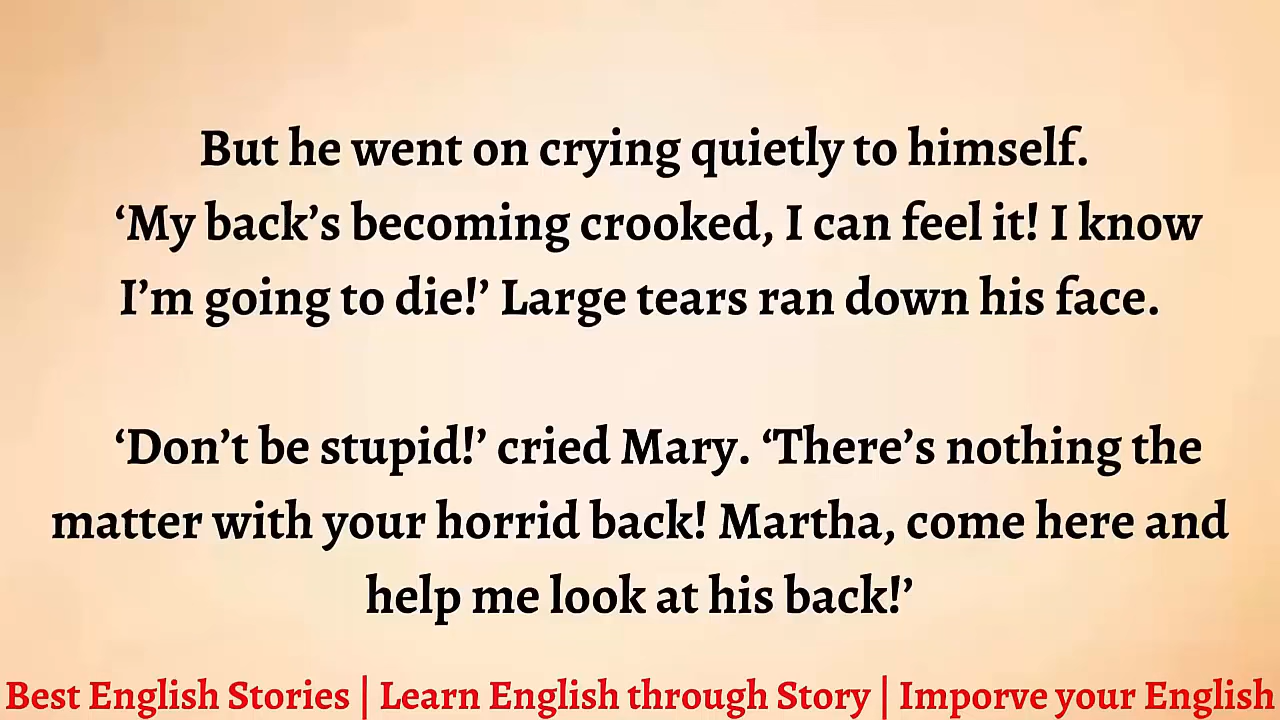 But he went on crying quietly to himself.
‘My back’s becoming crooked, I can feel it! I know
I’m going to die!’ Large tears ran down his face.
‘Don’t be stupid!’ cried Mary. ‘There’s nothing the
matter with your horrid back! Martha, come here and
help me look at his back!’
Best English Stories | Learn English through Story | Imporve your English